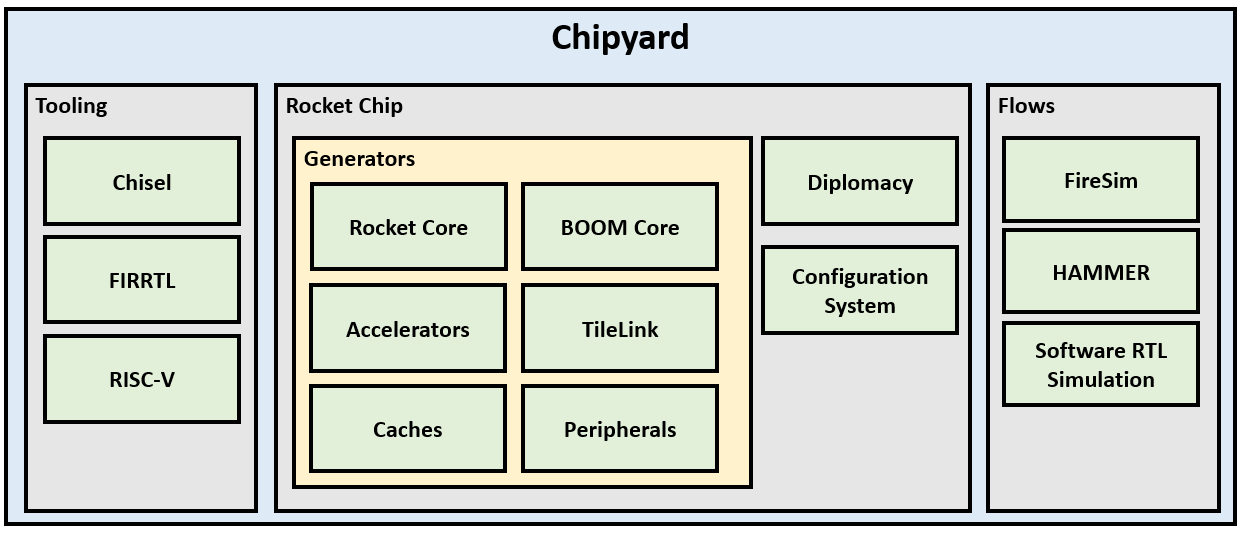 Chipyard
Tooling
Chisel
FIRRTL
RISC-V
Rocket Chip
Generators
Rocket Core
BOOM Core
Accelerators
TileLink
Caches
Peripherals
Diplomacy
Configuration
System
Flows
FireSim
HAMMER
Software RTL
Simulation